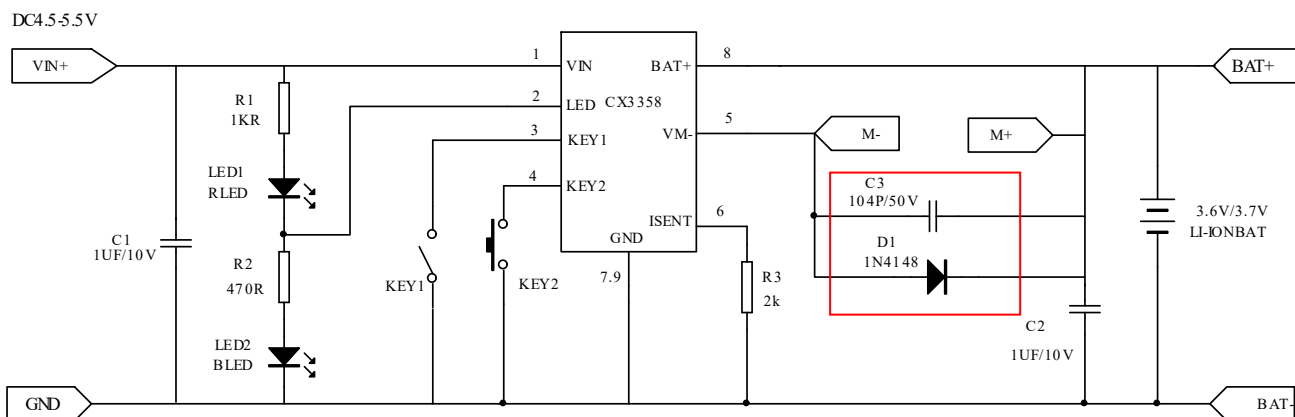 DC4.5-5.5V
VIN+
1
VIN
BAT+
8
BAT+
R1
1KR
2
LED
CX3358
5
VM-
M-
M+
3
KEY1
LED1
RLED
4
KEY2
C3
104P/50V
6
ISENT
3.6V/3.7V
LI-IONBAT
C1
1UF/10V
GND
D1
1N4148
R2
470R
7.9
KEY1
KEY2
R3
2k
C2
1UF/10V
LED2
BLED
GND
BAT-